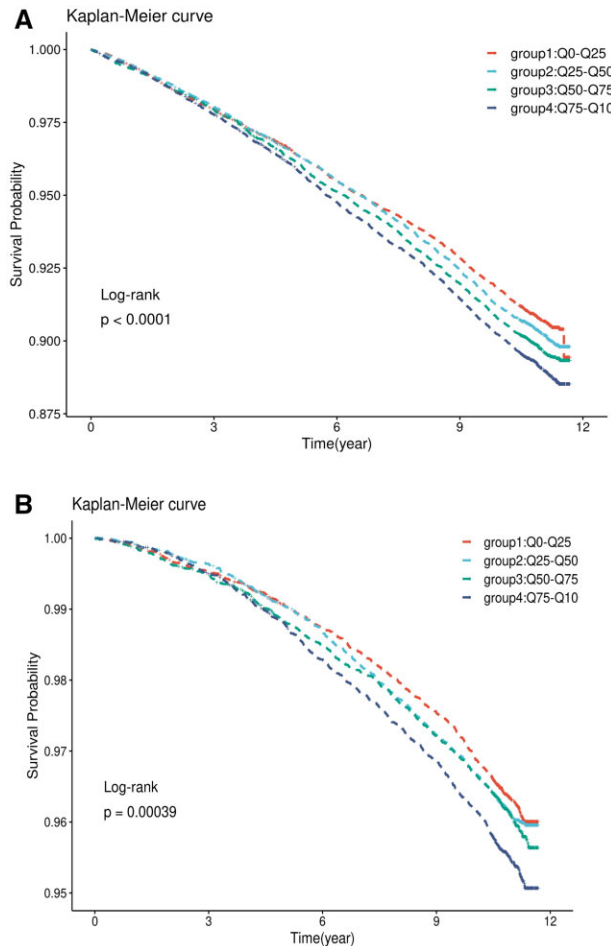 A
Kaplan-Meier curve
1.000
0.975
0.950
0.925
0.900
0.875
Survival Probability
group1:Q0-Q25
group2:Q25-Q50
group3:Q50-Q75
group4:Q75-Q10
Log-rank
p < 0.0001
0 3 6 9 12
Time(year)
B
Kaplan-Meier curve
1.00
0.99
0.98
0.97
0.96
0.95
Survival Probability
group1:Q0-Q25
group2:Q25-Q50
group3:Q50-Q75
group4:Q75-Q10
Log-rank
p = 0.00039
0 3 6 9 12
Time(year)